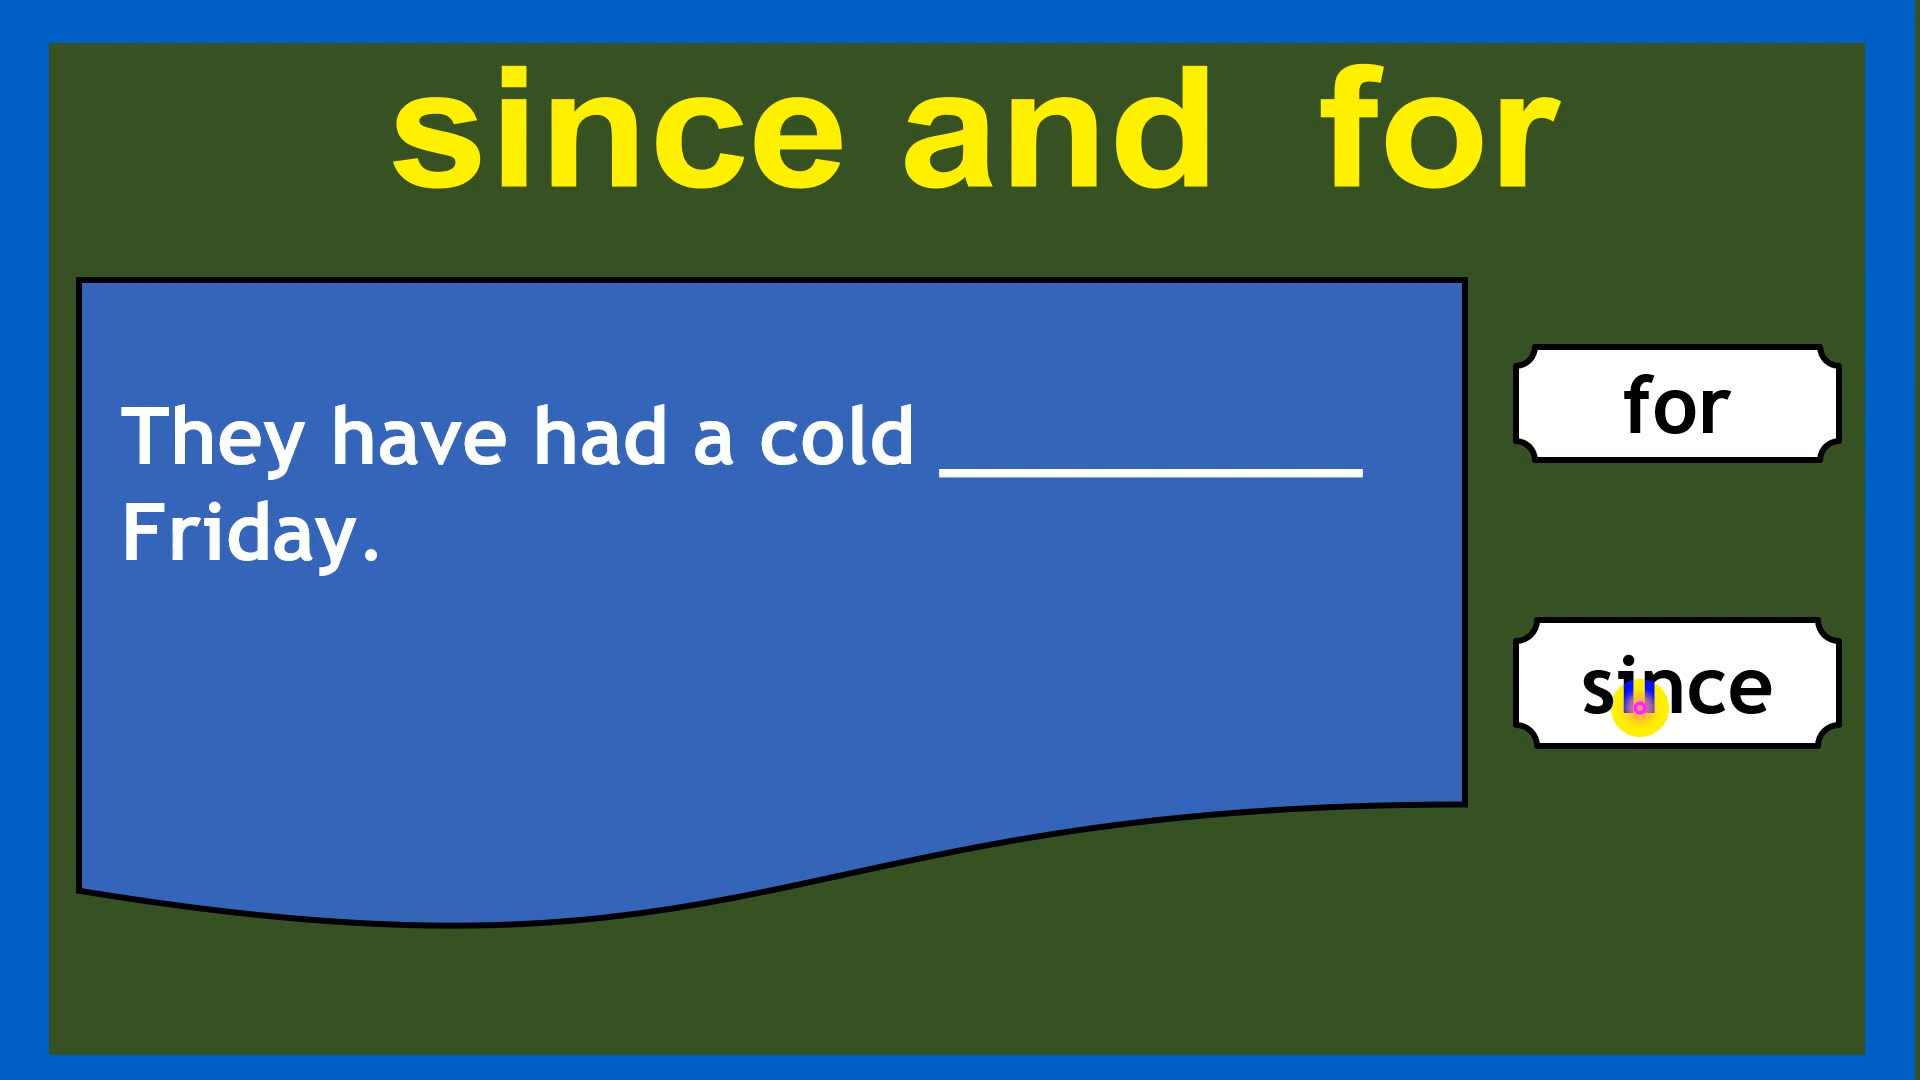 since and for
They have had a cold __________
Friday.
for
since